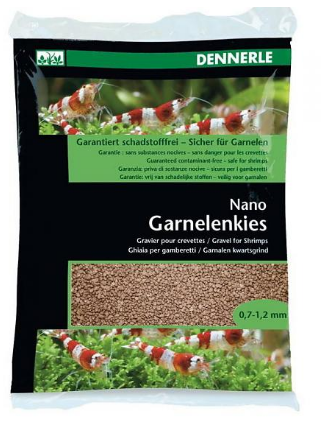 DENNERLE
Garantiert schadstofffrei – Sicher für Garnelen
Garantie : sans substances nocives - sans danger pour les crevettes
Guaranteed contaminant-free - safe for shrimps
Garanzia: priva di sostanze nocive - sicura per i gamberetti
Garantie: vrij van schadelijke stoffen - veilig voor garnalen
Nano
Garnelenkies
Gravier pour crevettes / Gravel for Shrimps
Ghiaia per gamberetti / Garnalen kwartsgrind
0,7-1,2 mm